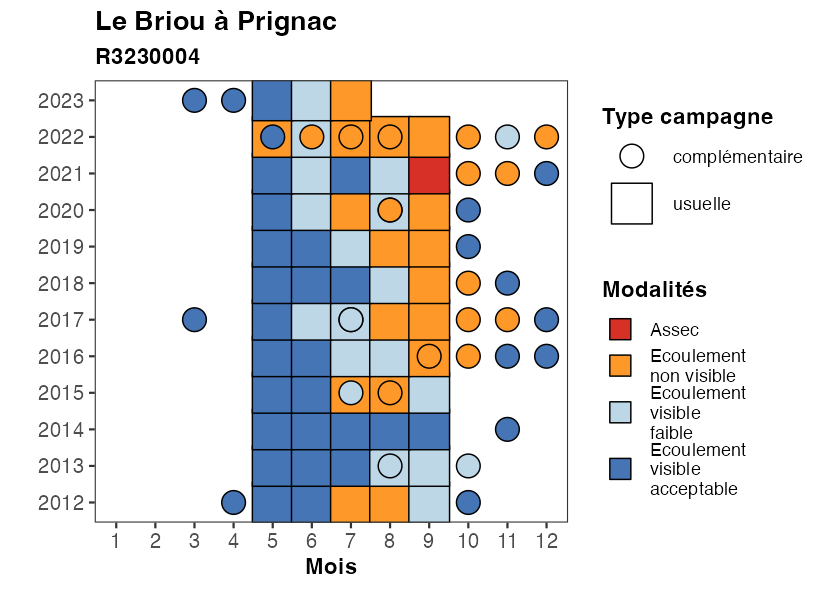 Le Briou à Prignac
R3230004
2023
2022
2021
2020
2019
2018
2017
2016
2015
2014
2013
2012
1 2 3 4 5 6 7 8 9 10 11 12
Mois
Type campagne
complémentaire
usuelle
Modalités
Assec
Ecoulement
non visible
Ecoulement
visible
faible
Ecoulement
visible
acceptable